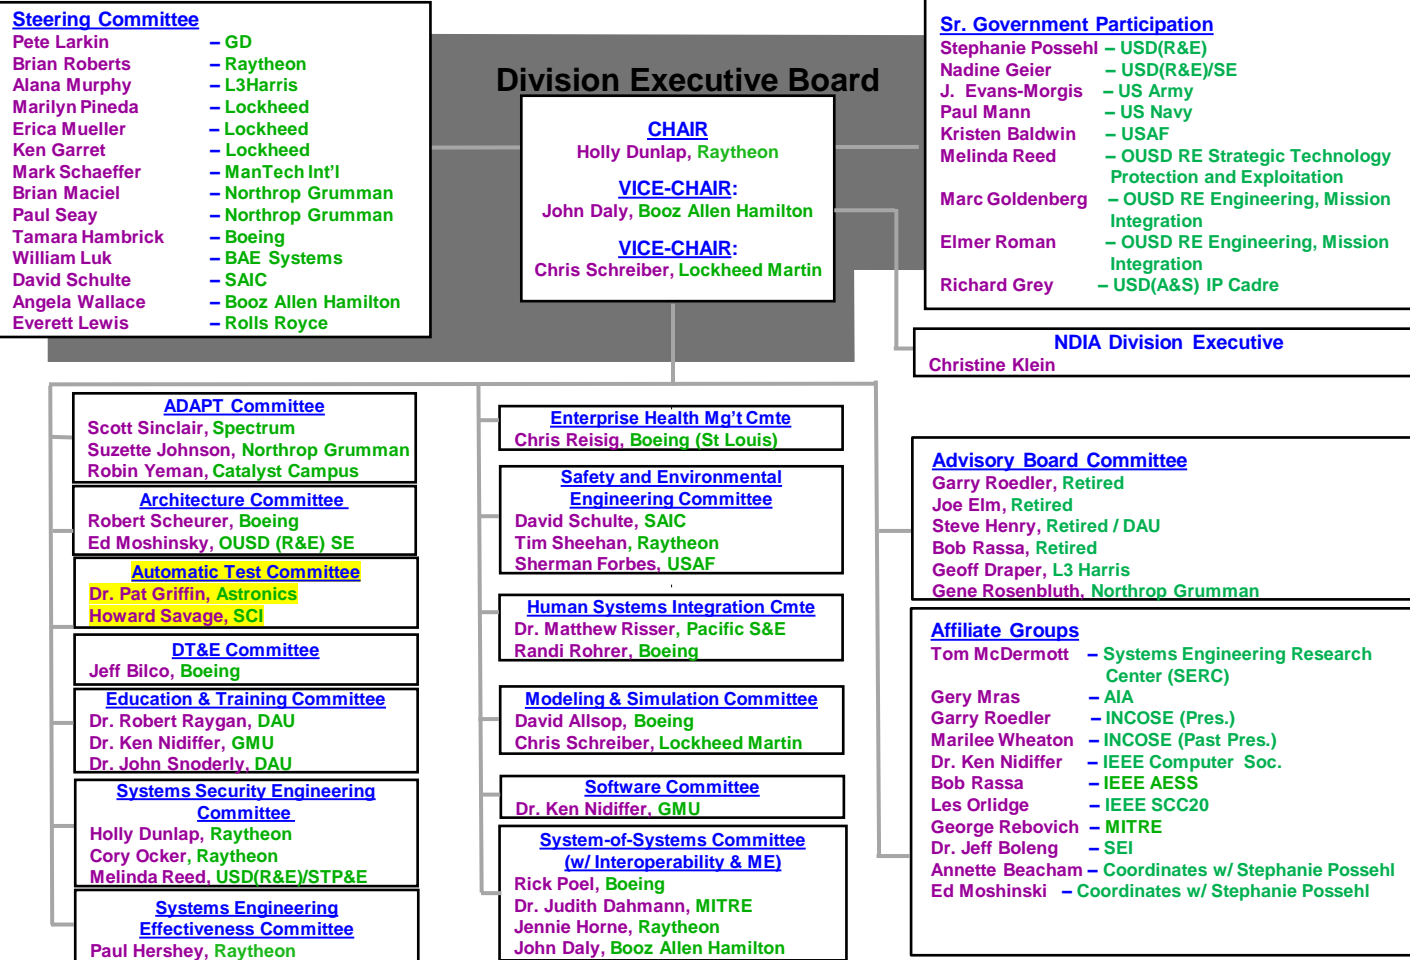 Steering Committee
Pete Larkin – GD
Brian Roberts – Raytheon
Alana Murphy – L3Harris
Marilyn Pineda – Lockheed
Erica Mueller – Lockheed
Ken Garret – Lockheed
Mark Schaeffer – ManTech Int'l
Brian Maciel – Northrop Grumman
Paul Seay – Northrop Grumman
Tamara Hambrick – Boeing
William Luk – BAE Systems
David Schulte – SAIC
Angela Wallace – Booz Allen Hamilton
Everett Lewis – Rolls Royce
Division Executive Board
CHAIR
Holly Dunlap, Raytheon
VICE-CHAIR:
John Daly, Booz Allen Hamilton
VICE-CHAIR:
Chris Schreiber, Lockheed Martin
Sr. Government Participation
Stephanie Possehl – USD(R&E)
Nadine Geier – USD(R&E)/SE
J. Evans-Morgis – US Army
Paul Mann – US Navy
Kristen Baldwin – USAF
Melinda Reed – OUSD RE Strategic Technology
Protection and Exploitation
Marc Goldenberg – OUSD RE Engineering, Mission
Integration
Elmer Roman – OUSD RE Engineering, Mission
Integration
Richard Grey – USD(A&S) IP Cadre
NDIA Division Executive
Christine Klein
ADAPT Committee
Scott Sinclair, Spectrum
Suzette Johnson, Northrop Grumman
Robin Yeman, Catalyst Campus
Architecture Committee
Robert Scheurer, Boeing
Ed Moshinsky, OUSD (R&E) SE
Automatic Test Committee
Dr. Pat Griffin, Astronics
Howard Savage, SCI
DT&E Committee
Jeff Bilco, Boeing
Education & Training Committee
Dr. Robert Raygan, DAU
Dr. Ken Nidiffer, GMU
Dr. John Snoderly, DAU
Systems Security Engineering
Committee
Holly Dunlap, Raytheon
Cory Ocker, Raytheon
Melinda Reed, USD(R&E)/STP&E
Systems Engineering
Effectiveness Committee
Paul Hershey, Raytheon
Enterprise Health Mg't Cmte
Chris Reisig, Boeing (St Louis)
Safety and Environmental
Engineering Committee
David Schulte, SAIC
Tim Sheehan, Raytheon
Sherman Forbes, USAF
Human Systems Integration Cmte
Dr. Matthew Risser, Pacific S&E
Randi Rohrer, Boeing
Modeling & Simulation Committee
David Allsop, Boeing
Chris Schreiber, Lockheed Martin
Software Committee
Dr. Ken Nidiffer, GMU
System-of-Systems Committee
(w/ Interoperability & ME)
Rick Poel, Boeing
Dr. Judith Dahmann, MITRE
Jennie Horne, Raytheon
John Daly, Booz Allen Hamilton
Advisory Board Committee
Garry Roedler, Retired
Joe Elm, Retired
Steve Henry, Retired / DAU
Bob Rassa, Retired
Geoff Draper, L3 Harris
Gene Rosenbluth, Northrop Grumman
Affiliate Groups
Tom McDermott – Systems Engineering Research
Center (SERC)
Gery Mras – AIA
Garry Roedler – INCOSE (Pres.)
Marilee Wheaton – INCOSE (Past Pres.)
Dr. Ken Nidiffer – IEEE Computer Soc.
Bob Rassa – IEEE AESS
Les Orlidge – IEEE SCC20
George Rebovich – MITRE
Dr. Jeff Boleng – SEI
Annette Beacham – Coordinates w/ Stephanie Possehl
Ed Moshinski – Coordinates w/ Stephanie Possehl